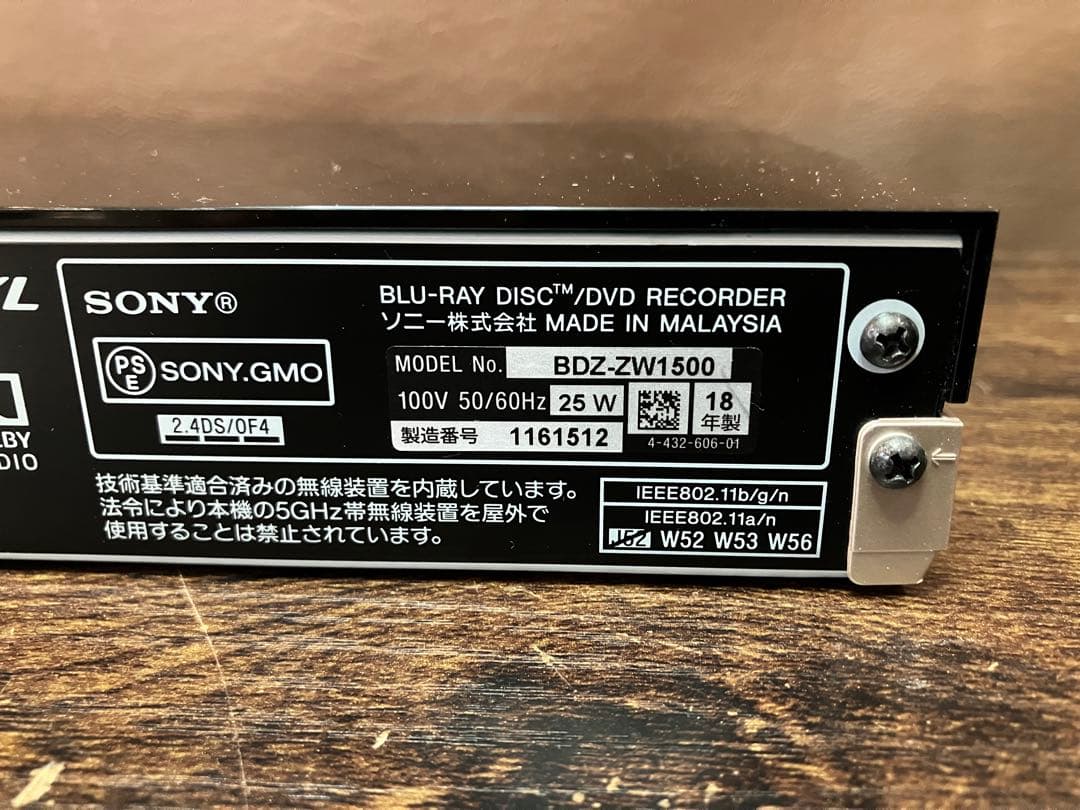 SONY®
BLU-RAY DISC™/DVD RECORDER
ソニー株式会社 MADE IN MALAYSIA
PS
E
SONY.GMO
2.4DS/OF4
MODEL No. BDZ-ZW1500
100V 50/60Hz 25 W
18
年製
製造番号 1161512
4-432-606-01
DIO
技術基準適合済みの無線装置を内蔵しています。
法令により本機の5GHz帯無線装置を屋外で
使用することは禁止されています。
IEEE802.11b/g/n
IEEE802.11a/n
J52 W52 W53 W56